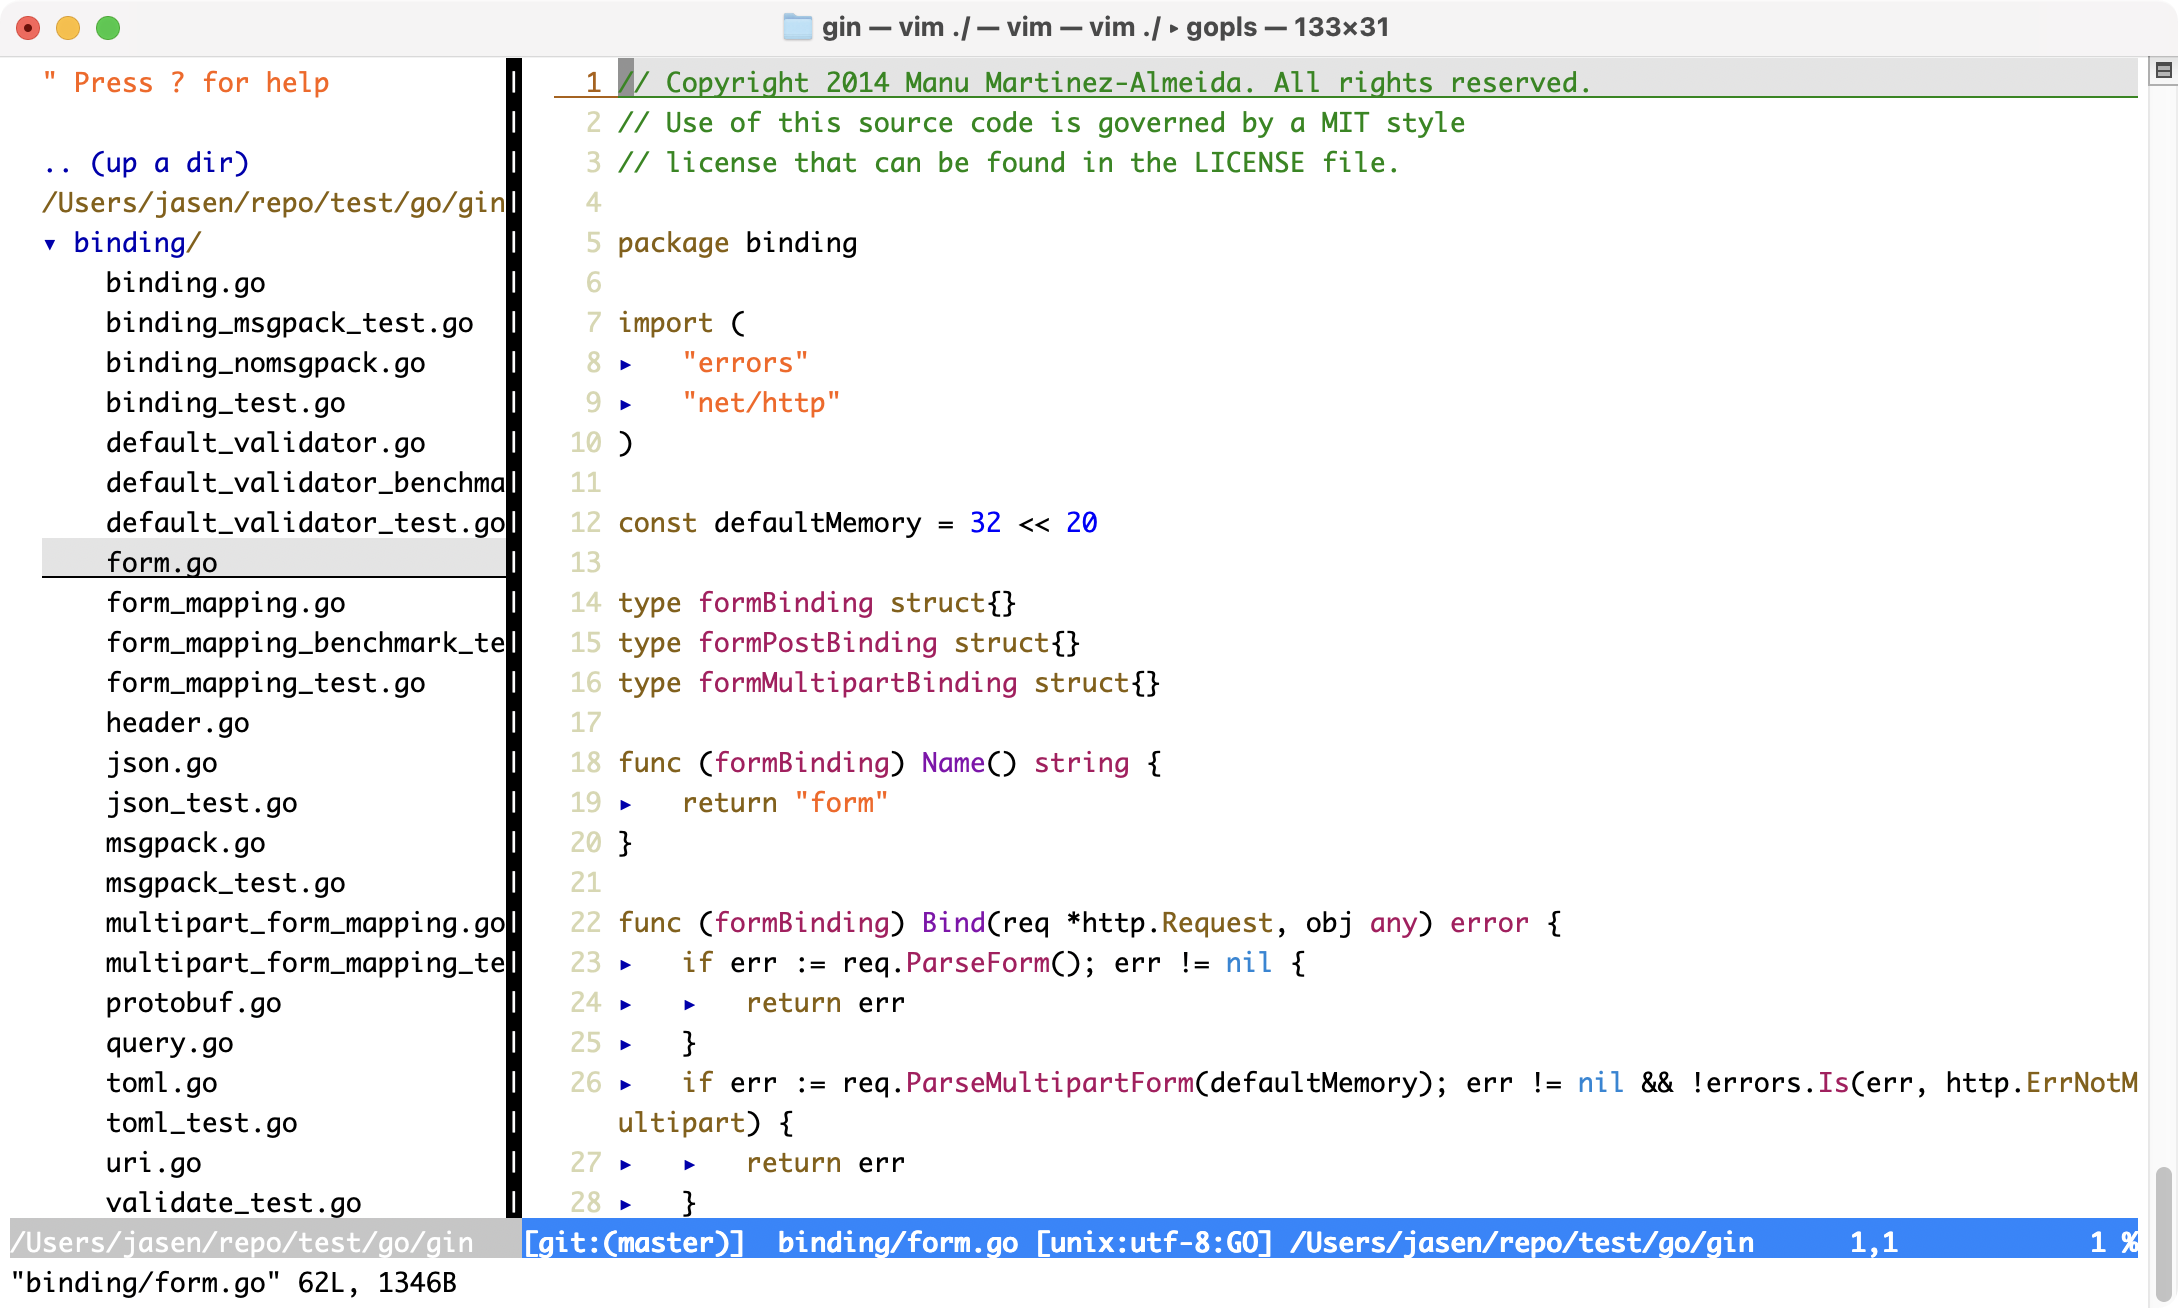 gin — vim ./ — vim — vim ./ ▸ gopls — 133×31
" Press ? for help
.. (up a dir)
/Users/jasen/repo/test/go/gin
▾ binding/
binding.go
binding_msgpack_test.go
binding_nomsgpack.go
binding_test.go
default_validator.go
default_validator_benchma
default_validator_test.go
form.go
form_mapping.go
form_mapping_benchmark_te
form_mapping_test.go
header.go
json.go
json_test.go
msgpack.go
msgpack_test.go
multipart_form_mapping.go
multipart_form_mapping_te
protobuf.go
query.go
toml.go
toml_test.go
uri.go
validate_test.go
/Users/jasen/repo/test/go/gin
1 // Copyright 2014 Manu Martinez-Almeida. All rights reserved.
2 // Use of this source code is governed by a MIT style
3 // license that can be found in the LICENSE file.
4
5 package binding
6
7 import (
8 ▸   "errors"
9 ▸   "net/http"
10 )
11
12 const defaultMemory = 32 << 20
13
14 type formBinding struct{}
15 type formPostBinding struct{}
16 type formMultipartBinding struct{}
17
18 func (formBinding) Name() string {
19 ▸   return "form"
20 }
21
22 func (formBinding) Bind(req *http.Request, obj any) error {
23 ▸   if err := req.ParseForm(); err != nil {
24 ▸   ▸   return err
25 ▸   }
26 ▸   if err := req.ParseMultipartForm(defaultMemory); err != nil && !errors.Is(err, http.ErrNotM
ultipart) {
27 ▸   ▸   return err
28 ▸   }
[git:(master)]  binding/form.go [unix:utf-8:GO] /Users/jasen/repo/test/go/gin      1,1            1 %
"binding/form.go" 62L, 1346B